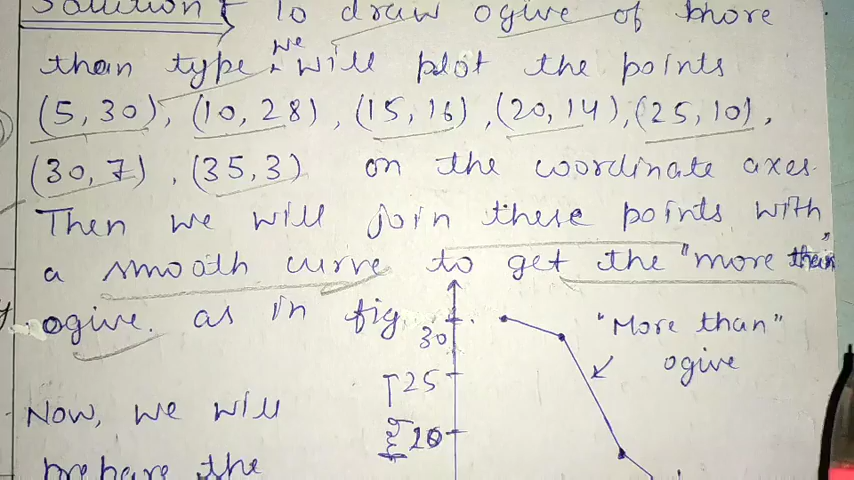 Solution: To draw ogive of more
than type we will plot the points
(5,30), (10,28), (15,16), (20,14), (25,10),
(30,7), (35,3) on the coordinate axes.
Then we will join these points with
a smooth curve to get the "more than"
ogive. as in fig.
30
"More than"
ogive
25
Now, we will
20
prepare the